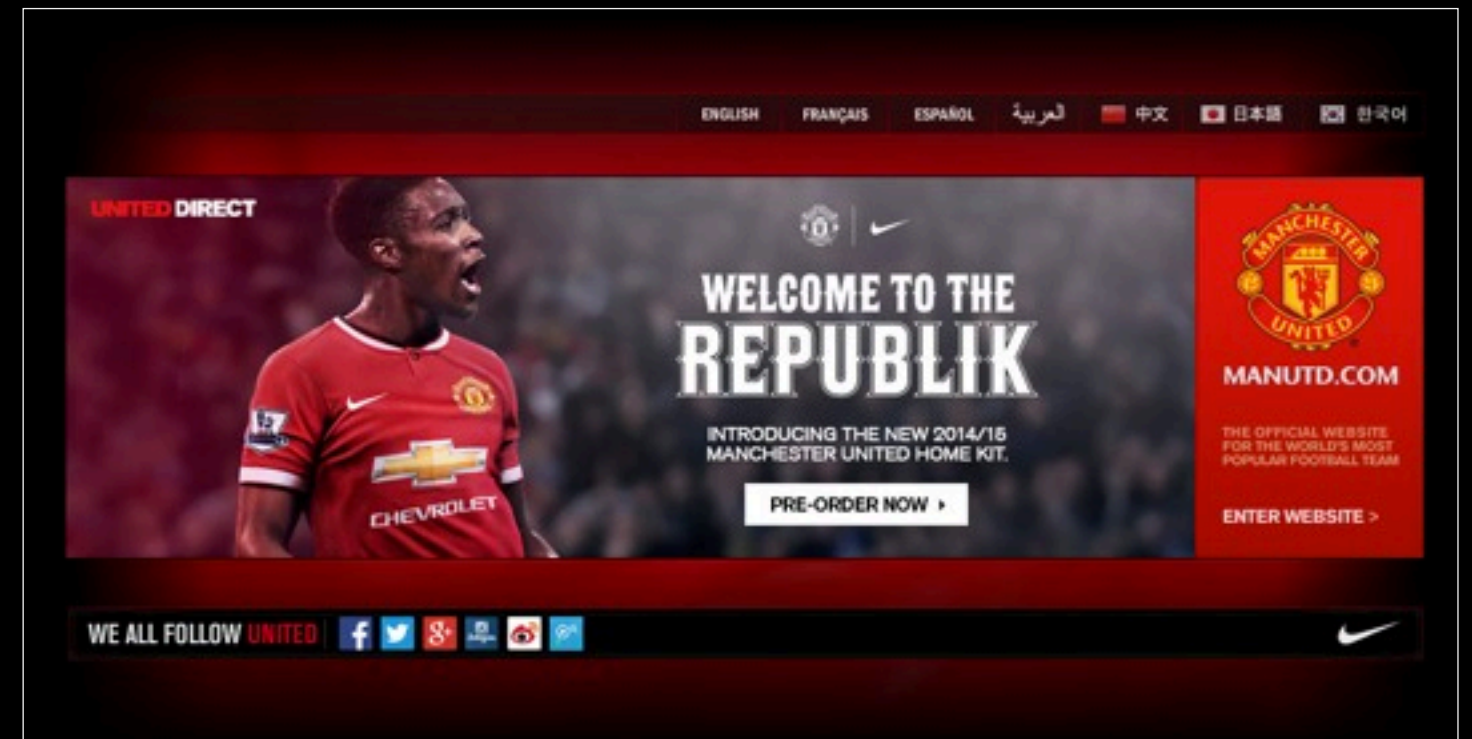 ENGLISH FRANÇAIS ESPAÑOL العربية 中文 日本語 한국어
UNITED DIRECT
WELCOME TO THE
REPUBLIK
INTRODUCING THE NEW 2014/15
MANCHESTER UNITED HOME KIT.
PRE-ORDER NOW
CHEVROLET
MANCHESTER
UNITED
MANUTD.COM
THE OFFICIAL WEBSITE
FOR THE WORLD'S MOST
POPULAR FOOTBALL TEAM
ENTER WEBSITE >
WE ALL FOLLOW UNITED